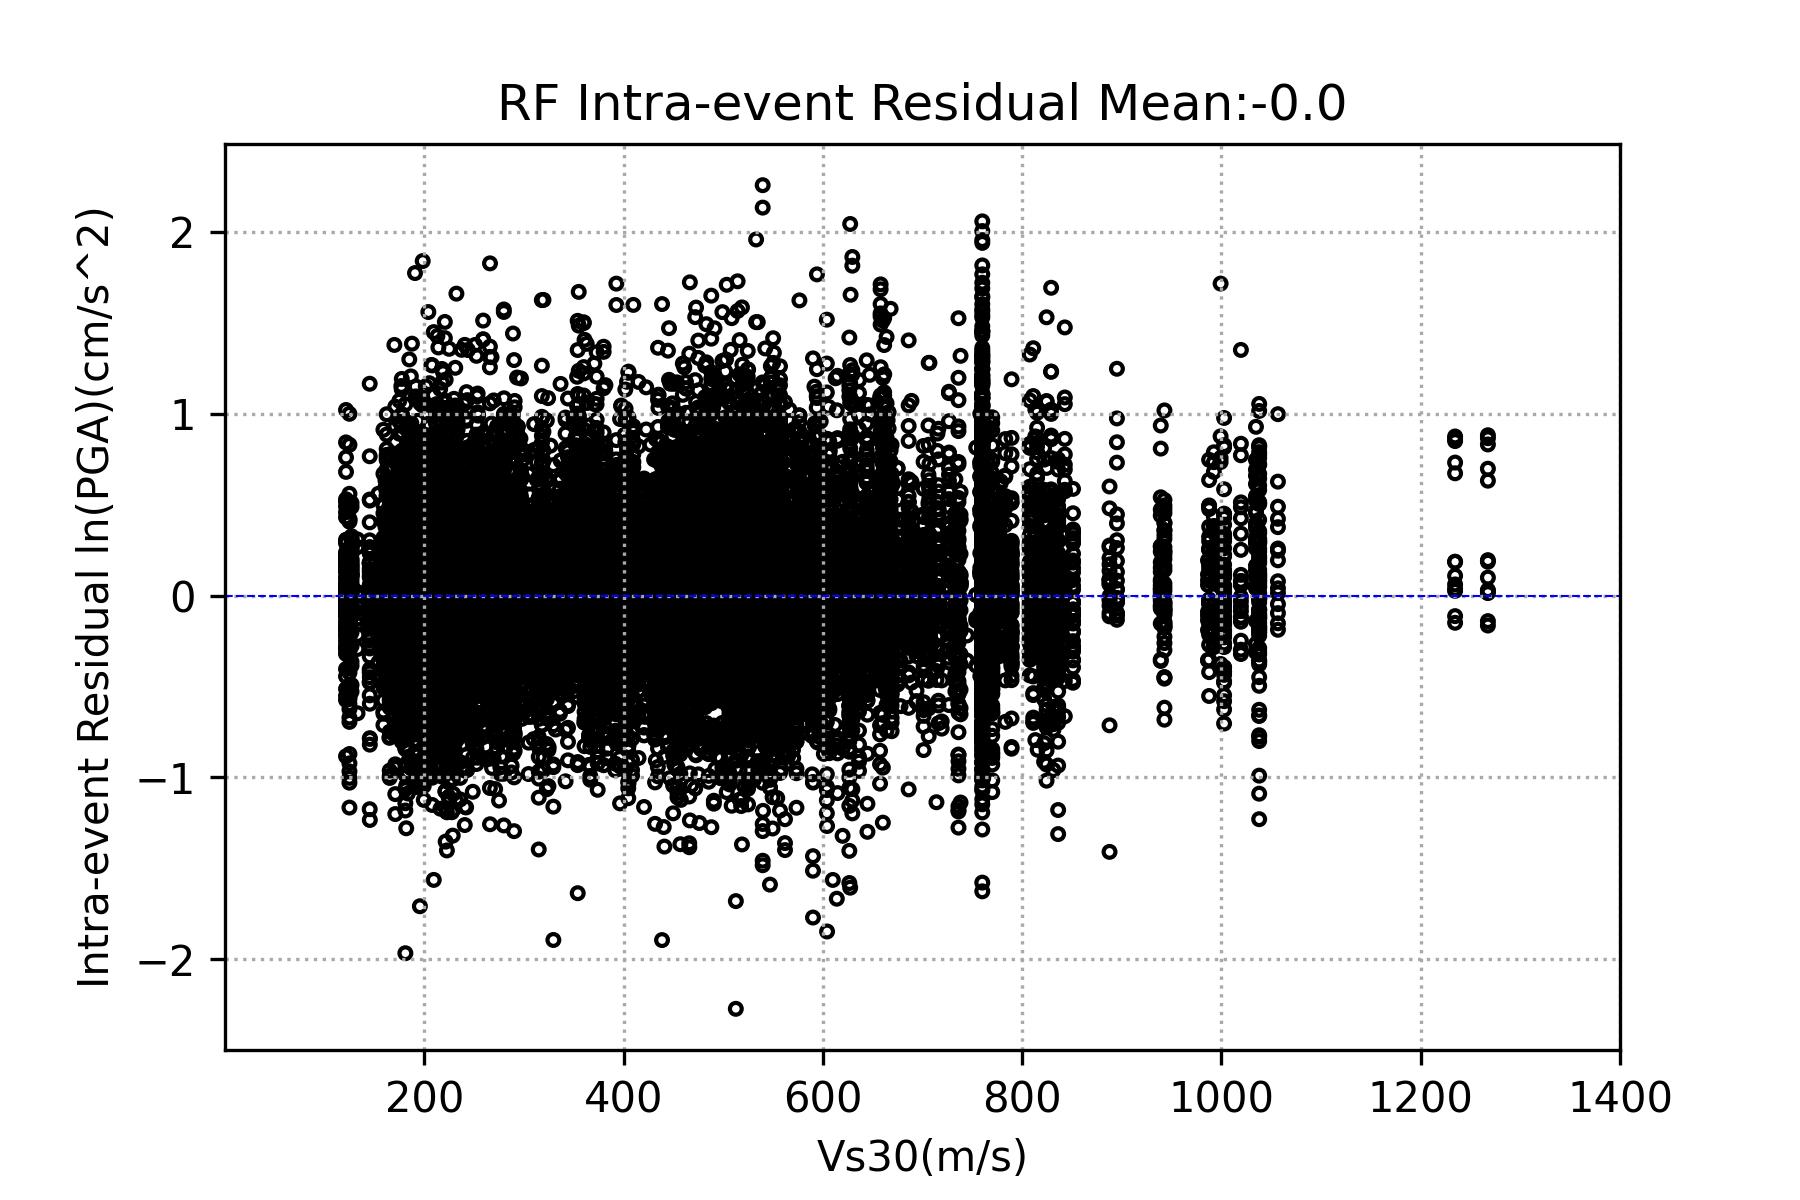 RF Intra-event Residual Mean:-0.0
Intra-event Residual ln(PGA)(cm/s^2)
2
1
0
−1
−2
200 400 600 800 1000 1200 1400
Vs30(m/s)